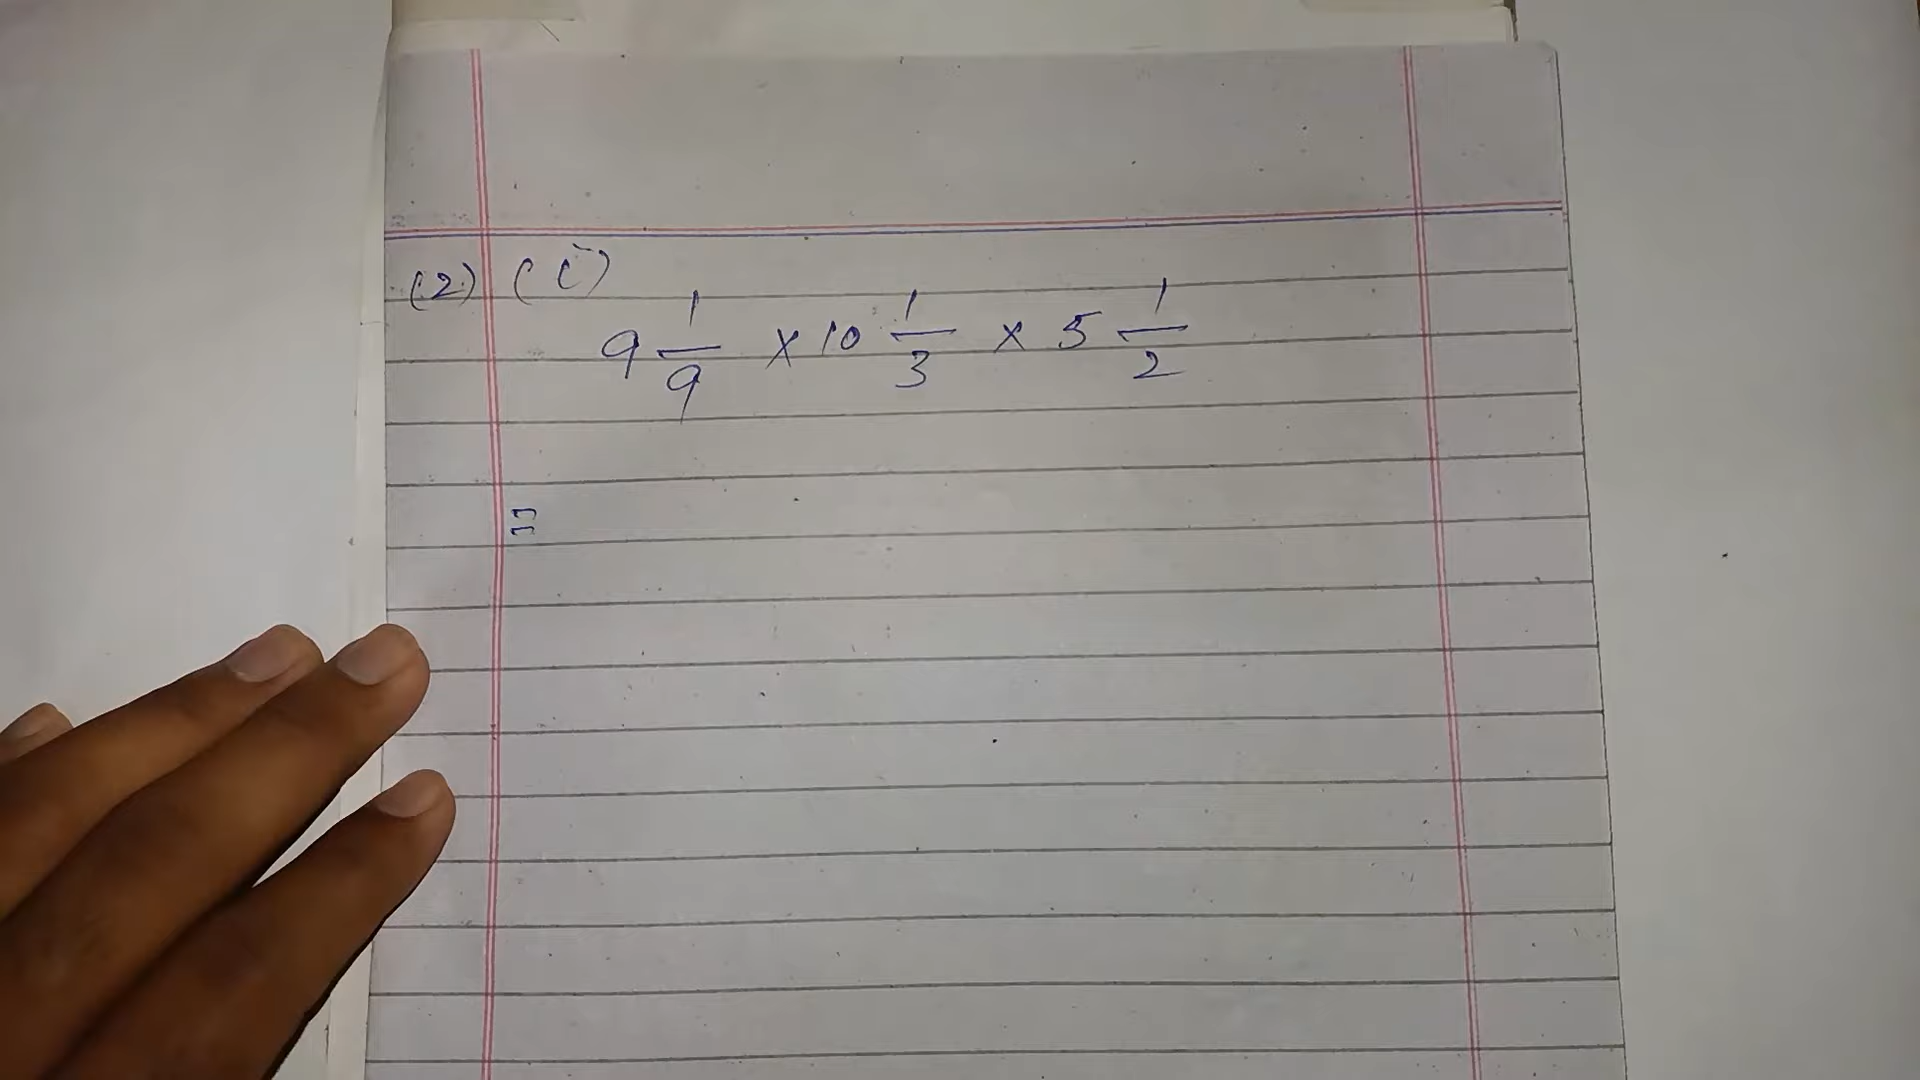 (2) (i)
9 1/9 × 10 1/3 × 5 1/2
=